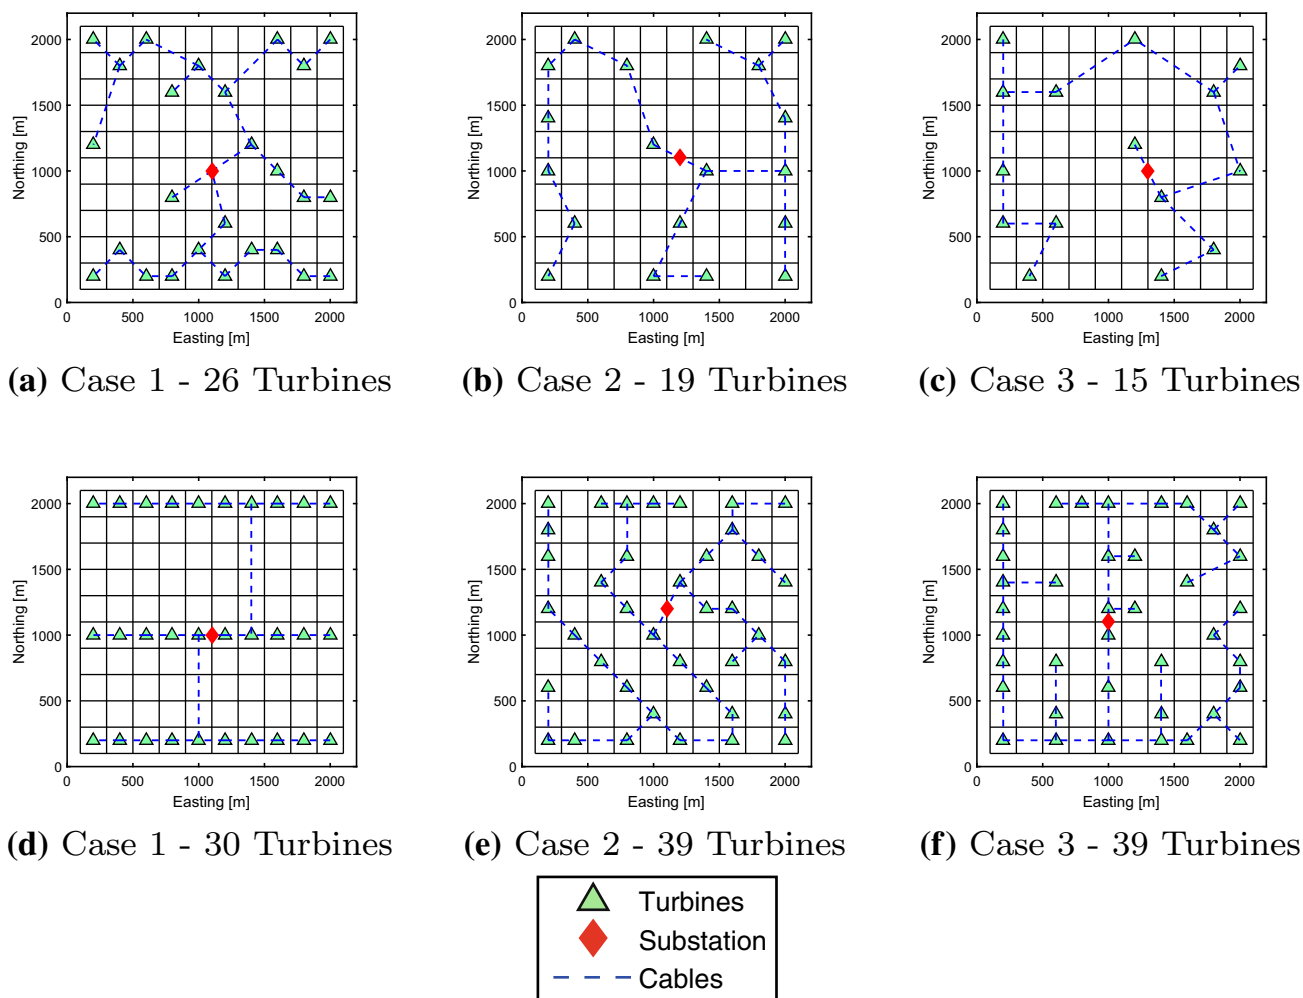 2000
1500
1000
500
0
Northing [m]
0 500 1000 1500 2000
Easting [m]
(a) Case 1 - 26 Turbines
2000
1500
1000
500
0
Northing [m]
0 500 1000 1500 2000
Easting [m]
(b) Case 2 - 19 Turbines
2000
1500
1000
500
0
Northing [m]
0 500 1000 1500 2000
Easting [m]
(c) Case 3 - 15 Turbines
2000
1500
1000
500
0
Northing [m]
0 500 1000 1500 2000
Easting [m]
(d) Case 1 - 30 Turbines
2000
1500
1000
500
0
Northing [m]
0 500 1000 1500 2000
Easting [m]
(e) Case 2 - 39 Turbines
2000
1500
1000
500
0
Northing [m]
0 500 1000 1500 2000
Easting [m]
(f) Case 3 - 39 Turbines
Turbines
Substation
Cables